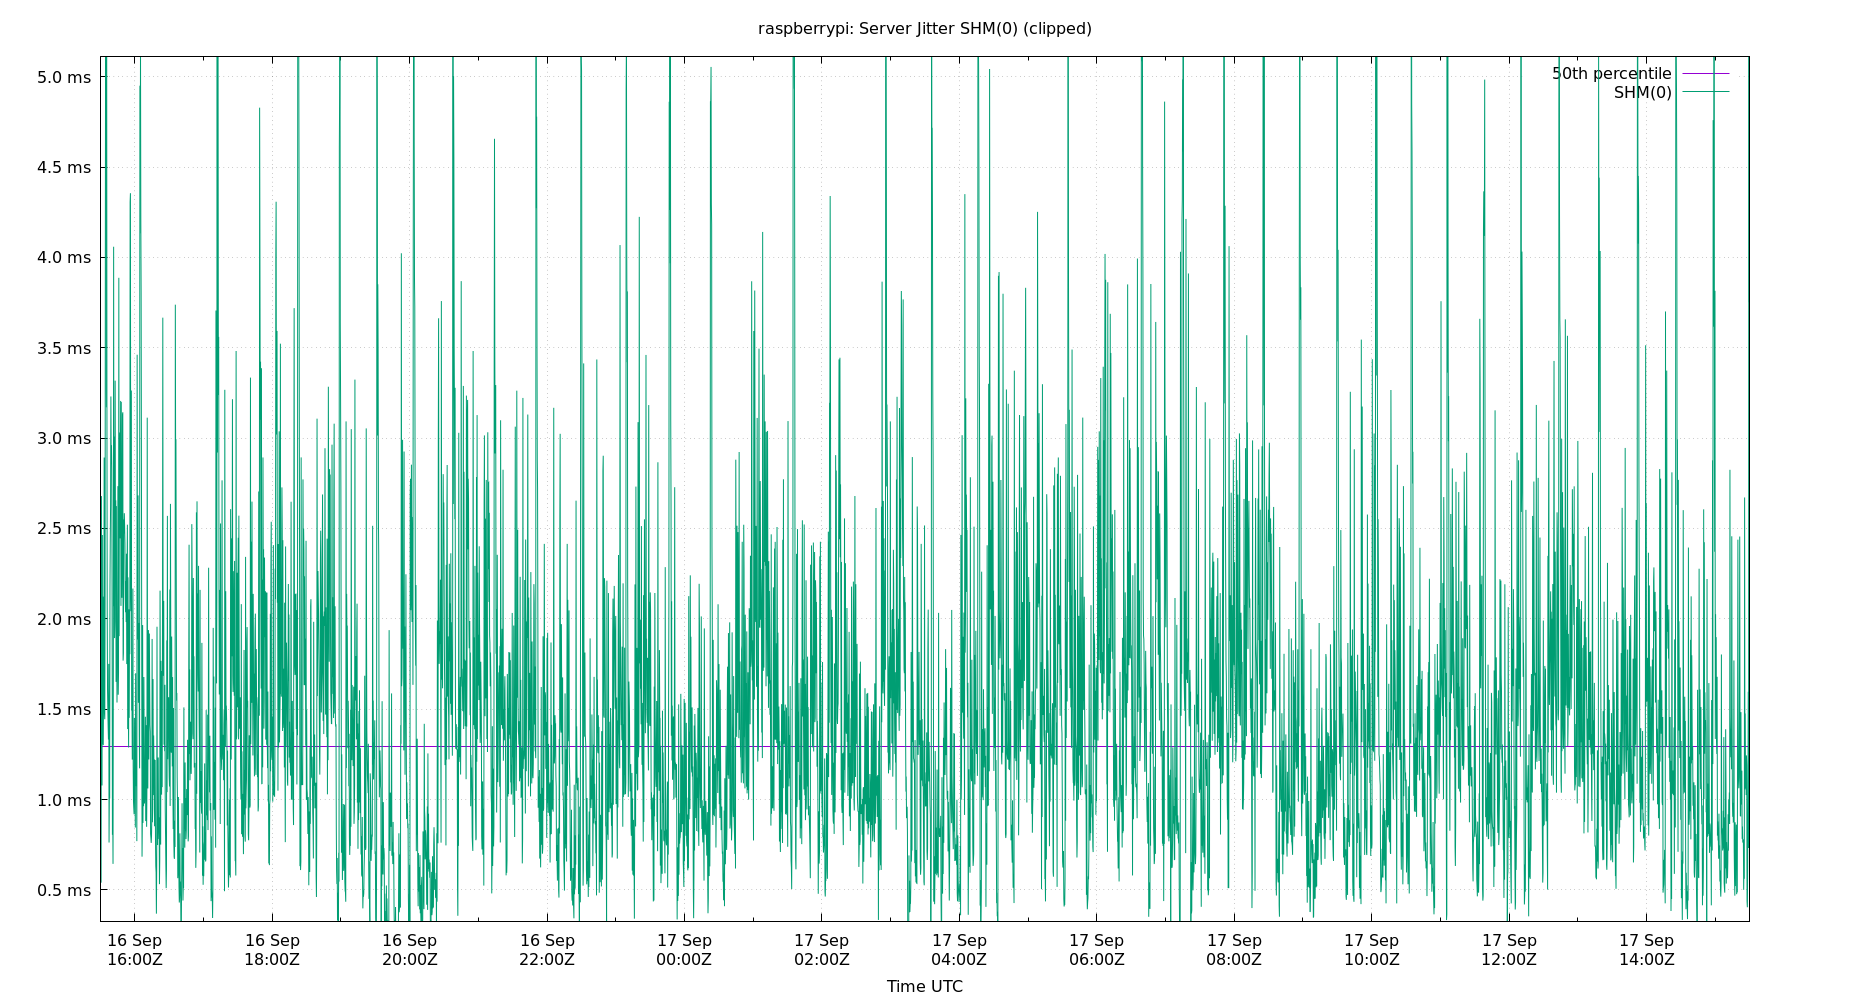 raspberrypi: Server Jitter SHM(0) (clipped)
50th percentile
SHM(0)
5.0 ms
4.5 ms
4.0 ms
3.5 ms
3.0 ms
2.5 ms
2.0 ms
1.5 ms
1.0 ms
0.5 ms
16 Sep 16 Sep 16 Sep 16 Sep 17 Sep 17 Sep 17 Sep 17 Sep 17 Sep 17 Sep 17 Sep 17 Sep
16:00Z 18:00Z 20:00Z 22:00Z 00:00Z 02:00Z 04:00Z 06:00Z 08:00Z 10:00Z 12:00Z 14:00Z
Time UTC